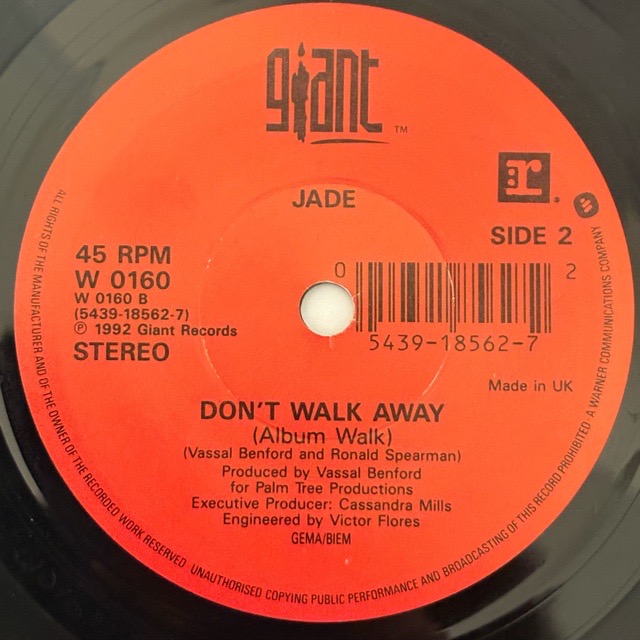 giant
TM
R
JADE
SIDE 2
45 RPM
W 0160
W 0160 B
(5439-18562-7)
Ⓟ 1992 Giant Records
STEREO
0 2
5439-18562-7
Made in UK
DON'T WALK AWAY
(Album Walk)
(Vassal Benford and Ronald Spearman)
Produced by Vassal Benford
for Palm Tree Productions
Executive Producer: Cassandra Mills
Engineered by Victor Flores
GEMA/BIEM
ALL RIGHTS OF THE MANUFACTURER AND OF THE OWNER OF THE RECORDED WORK RESERVED UNAUTHORISED COPYING PUBLIC PERFORMANCE AND BROADCASTING OF THIS RECORD PROHIBITED · A WARNER COMMUNICATIONS COMPANY